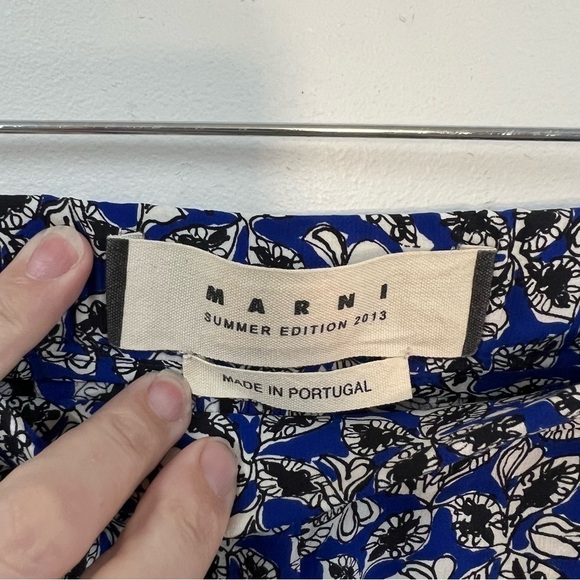 MARNI
SUMMER EDITION 2013
MADE IN PORTUGAL